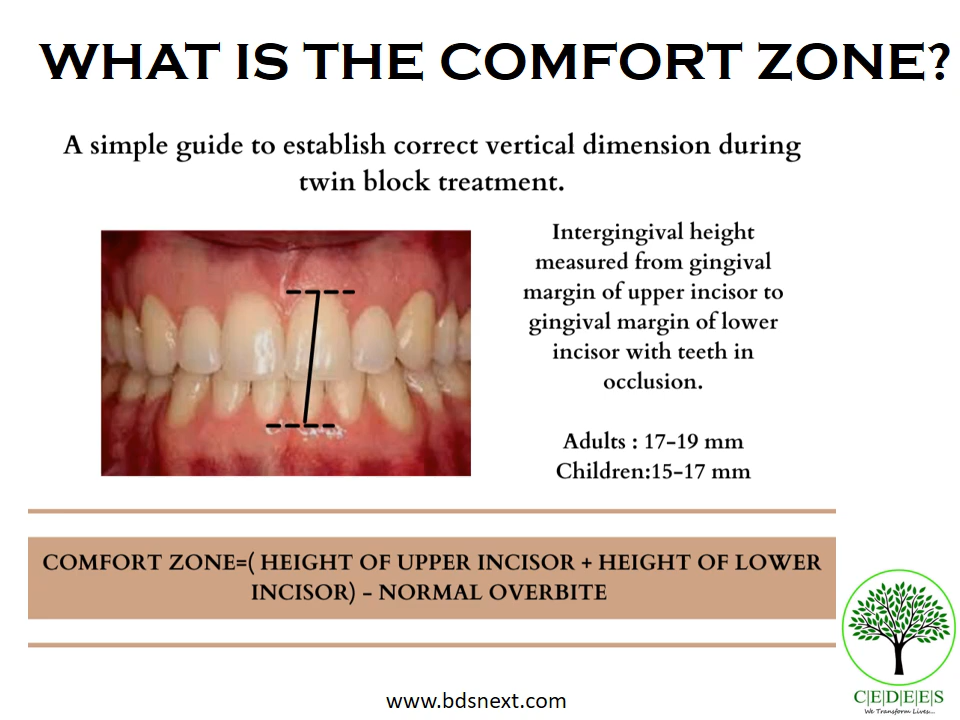 WHAT IS THE COMFORT ZONE?
A simple guide to establish correct vertical dimension during
twin block treatment.
Intergingival height
measured from gingival
margin of upper incisor to
gingival margin of lower
incisor with teeth in
occlusion.
Adults : 17-19 mm
Children:15-17 mm
COMFORT ZONE=( HEIGHT OF UPPER INCISOR + HEIGHT OF LOWER
INCISOR) - NORMAL OVERBITE
C|E|D|E|E|S
We Transform Lives...
www.bdsnext.com